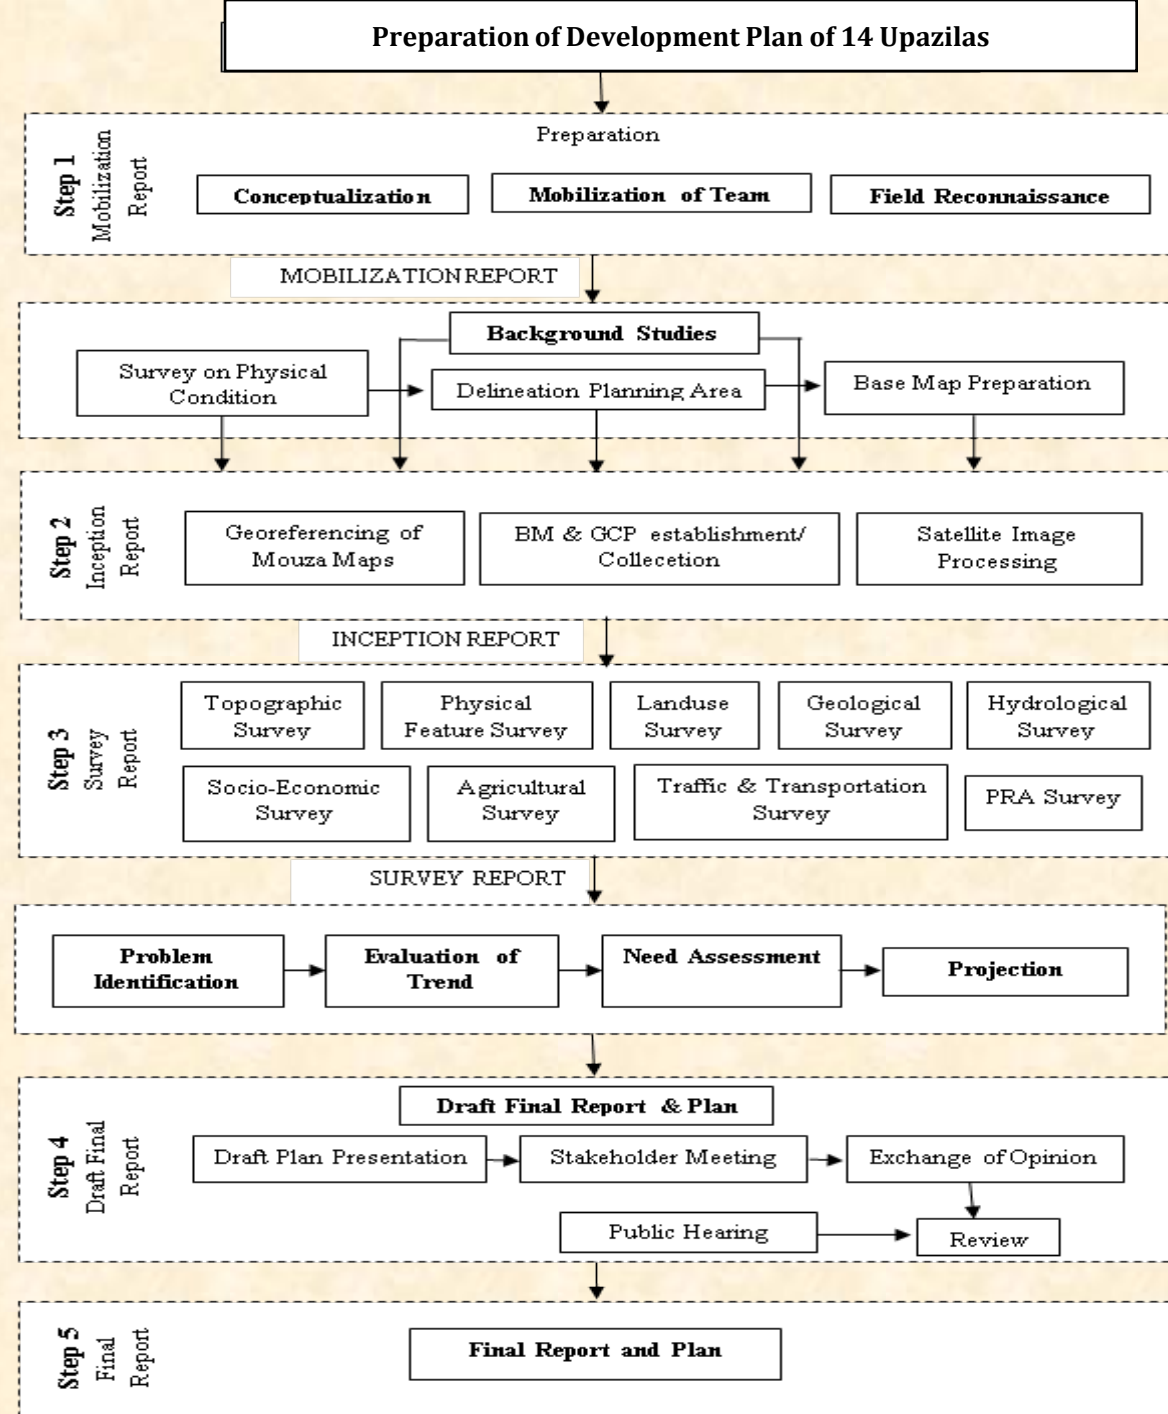 Preparation of Development Plan of 14 Upazilas
Preparation
Step 1
Mobilization
Report
Conceptualization
Mobilization of Team
Field Reconnaissance
MOBILIZATION REPORT
Background Studies
Survey on Physical
Condition
Delineation Planning Area
Base Map Preparation
Step 2
Inception
Report
Georeferencing of
Mouza Maps
BM & GCP establishment/
Collecetion
Satellite Image
Processing
INCEPTION REPORT
Step 3
Survey
Report
Topographic
Survey
Physical
Feature Survey
Landuse
Survey
Geological
Survey
Hydrological
Survey
Socio-Economic
Survey
Agricultural
Survey
Traffic & Transportation
Survey
PRA Survey
SURVEY REPORT
Problem
Identification
Evaluation of
Trend
Need Assessment
Projection
Step 4
Draft Final
Report
Draft Final Report & Plan
Draft Plan Presentation
Stakeholder Meeting
Exchange of Opinion
Public Hearing
Review
Step 5
Final
Report
Final Report and Plan